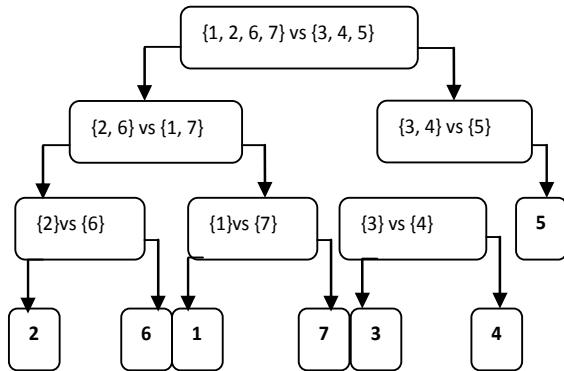 {1, 2, 6, 7} vs {3, 4, 5}
{2, 6} vs {1, 7}
{3, 4} vs {5}
{2}vs {6}
{1}vs {7}
{3} vs {4}
5
2
6
1
7
3
4